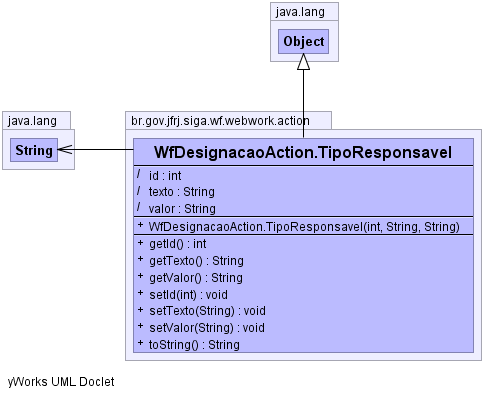 java.lang
Object
java.lang
String
br.gov.jfrj.siga.wf.webwork.action
WfDesignacaoAction.TipoResponsavel
/ id : int
/ texto : String
/ valor : String
+ WfDesignacaoAction.TipoResponsavel(int, String, String)
+ getId() : int
+ getTexto() : String
+ getValor() : String
+ setId(int) : void
+ setTexto(String) : void
+ setValor(String) : void
+ toString() : String
yWorks UML Doclet